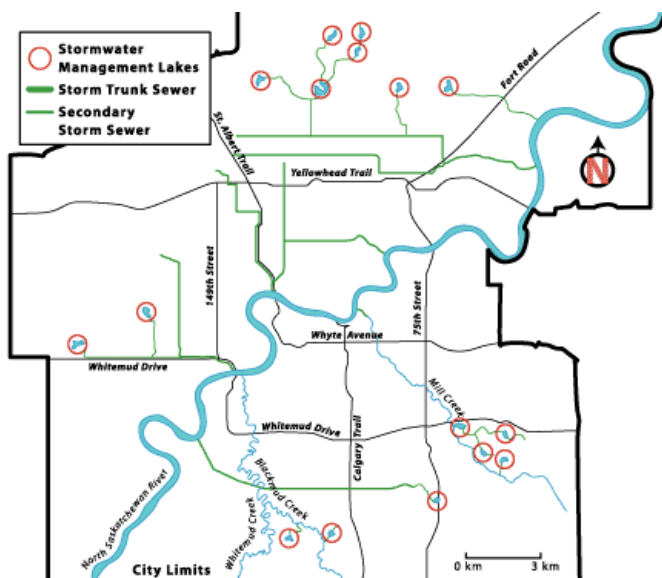 Stormwater
Management Lakes
Storm Trunk Sewer
Secondary
Storm Sewer
Fort Road
St. Albert Trail
N
Yellowhead Trail
149th Street
75th Street
Whyte Avenue
Whitemud Drive
Mill Creek
Whitemud Drive
Calgary Trail
Blackmud Creek
North Saskatchewan River
Whitemud Creek
City Limits
0 km 3 km